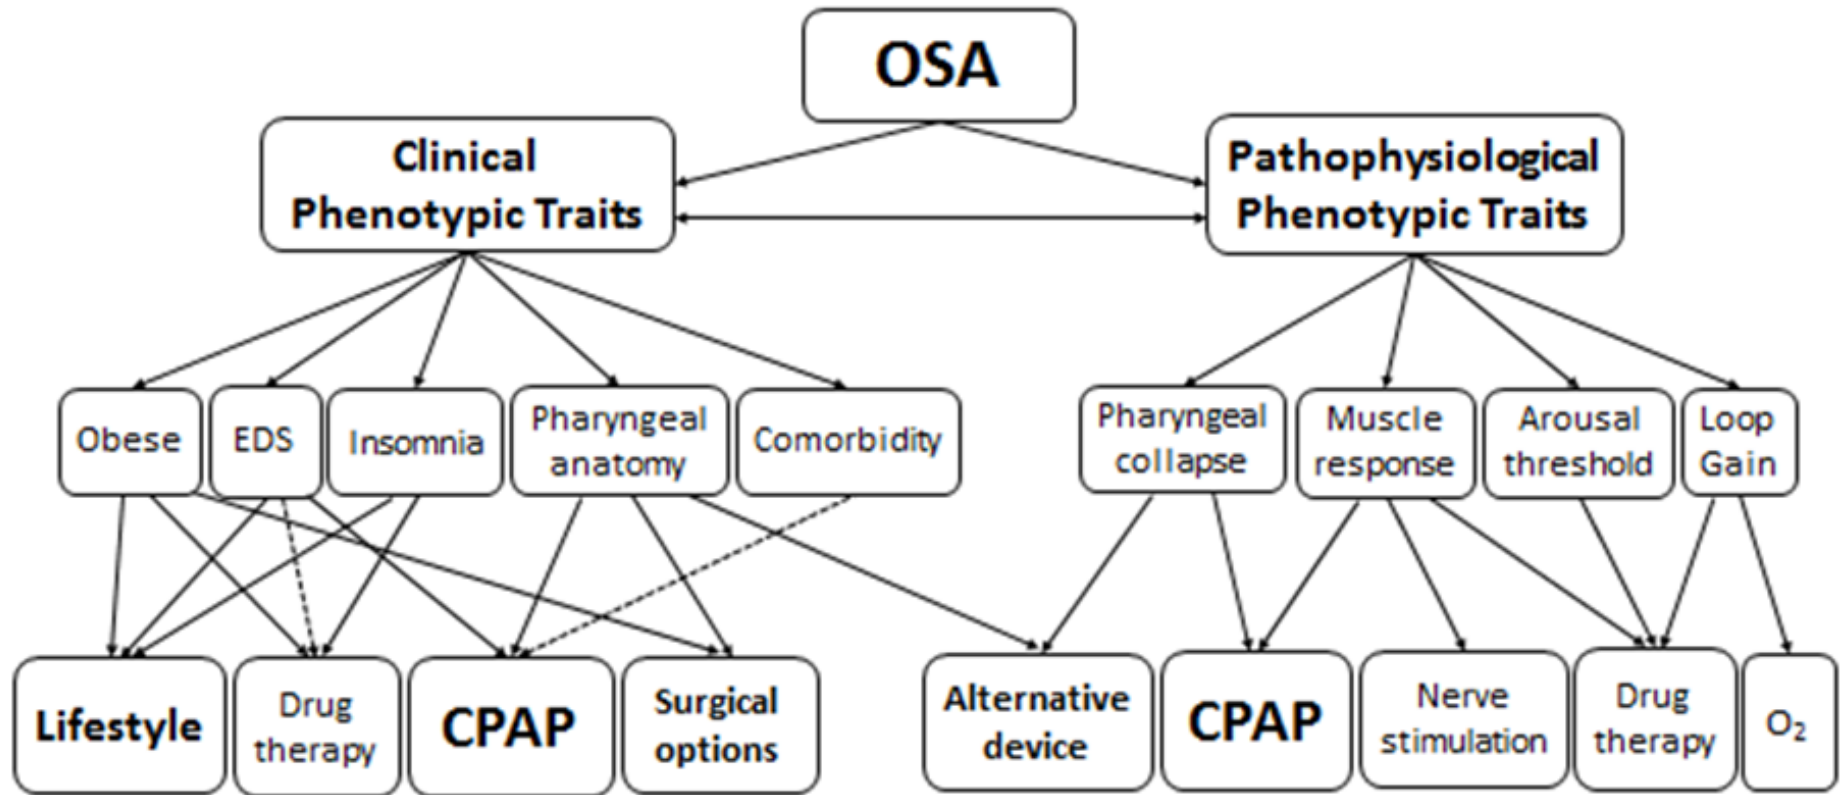 OSA
Clinical
Phenotypic Traits
Pathophysiological
Phenotypic Traits
Obese
EDS
Insomnia
Pharyngeal
anatomy
Comorbidity
Pharyngeal
collapse
Muscle
response
Arousal
threshold
Loop
Gain
Lifestyle
Drug
therapy
CPAP
Surgical
options
Alternative
device
CPAP
Nerve
stimulation
Drug
therapy
O₂